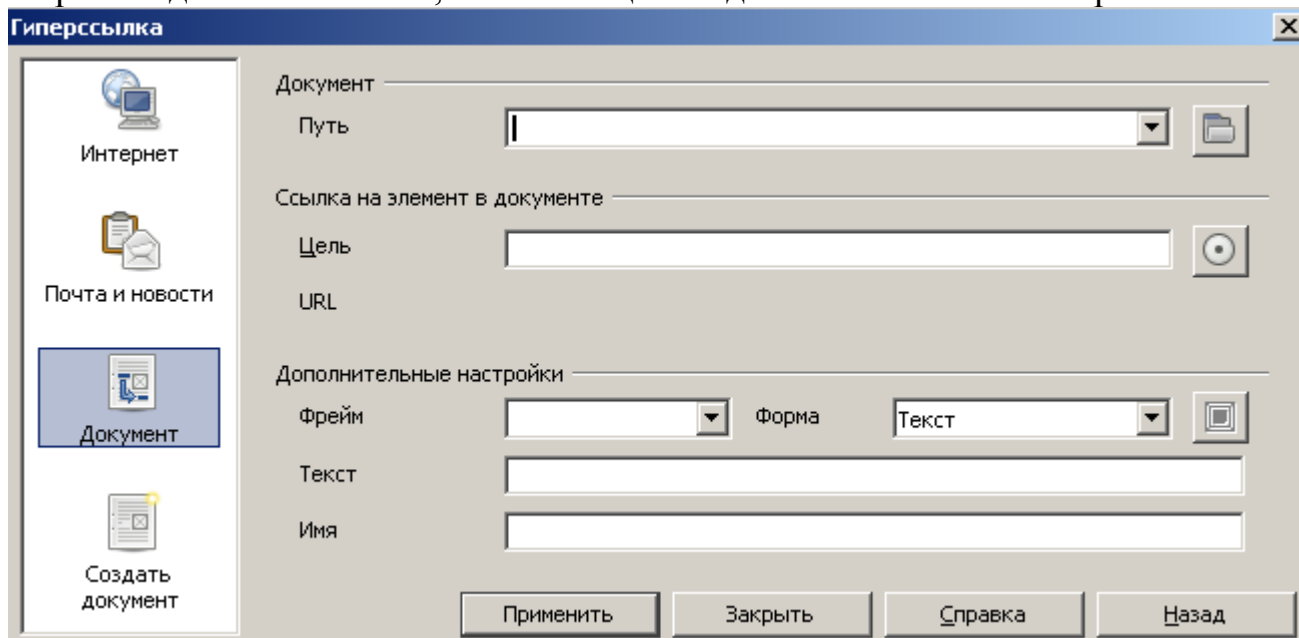 Гиперссылка
Интернет
Почта и новости
Документ
Создать
документ
Документ
Путь
Ссылка на элемент в документе
Цель
URL
Дополнительные настройки
Фрейм
Форма
Текст
Текст
Имя
Применить
Закрыть
Справка
Назад